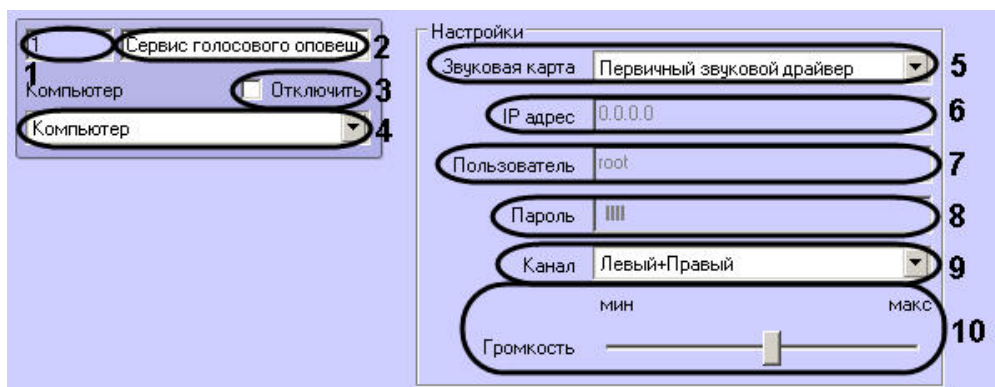 1 Сервис голосового оповещ 2
1
Компьютер Отключить 3
Компьютер 4
Настройки
Звуковая карта Первичный звуковой драйвер 5
IP адрес 0.0.0.0 6
Пользователь root 7
Пароль 8
Канал Левый+Правый 9
мин макс
Громкость 10